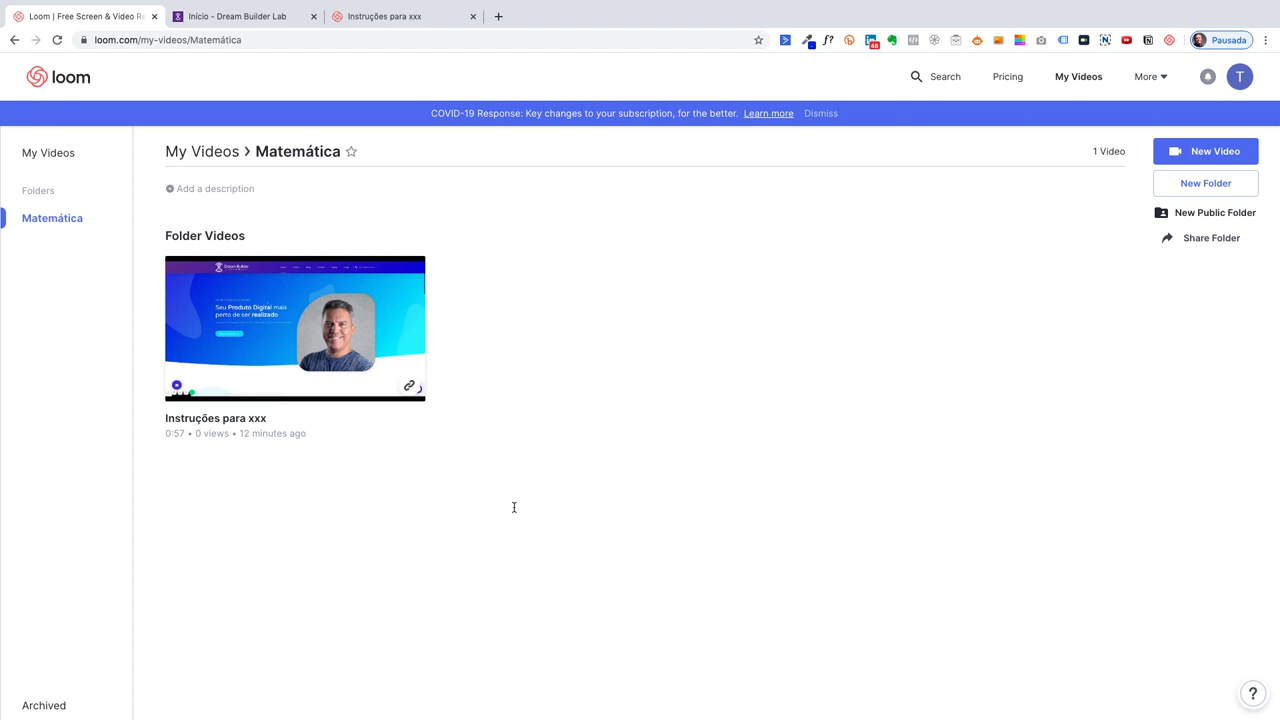 Loom | Free Screen & Video Re
Início - Dream Builder Lab
Instruções para xxx
loom.com/my-videos/Matemática
f?
48
Pausada
loom
Search
Pricing
My Videos
More
T
COVID-19 Response: Key changes to your subscription, for the better. Learn more Dismiss
My Videos
Folders
Matemática
Archived
My Videos > Matemática
1 Video
Add a description
Folder Videos
Dream Builder
Seu Produto Digital mais
perto de ser realizado
Instruções para xxx
0:57 • 0 views • 12 minutes ago
New Video
New Folder
New Public Folder
Share Folder
?